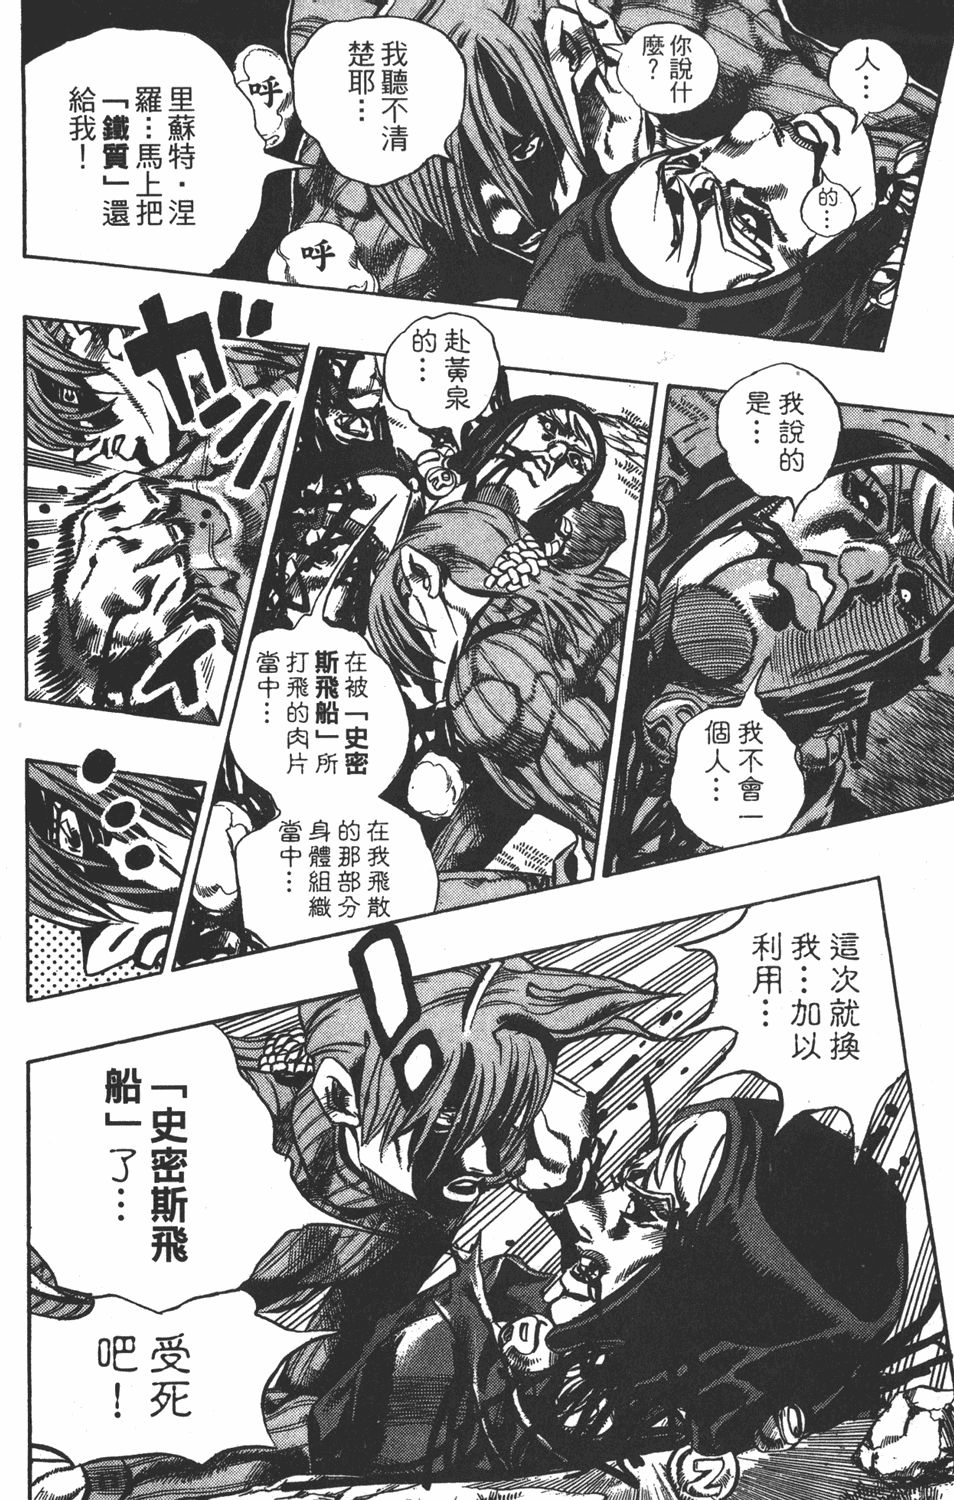 人…
的…
你說什
麼?
我聽不清
楚耶…
呼
呼
里蘇特·涅
羅…馬上把
「鐵質」還
給我!
我說的
是…
我不會一
個人…
赴黃泉
的…
在被「史密
斯飛船」所
打飛的肉片
當中…
在我飛散
的那部分
身體組織
當中…
ガシッ
這次就換
我…加以
利用…
「史密斯飛
船」了…
受死
吧!